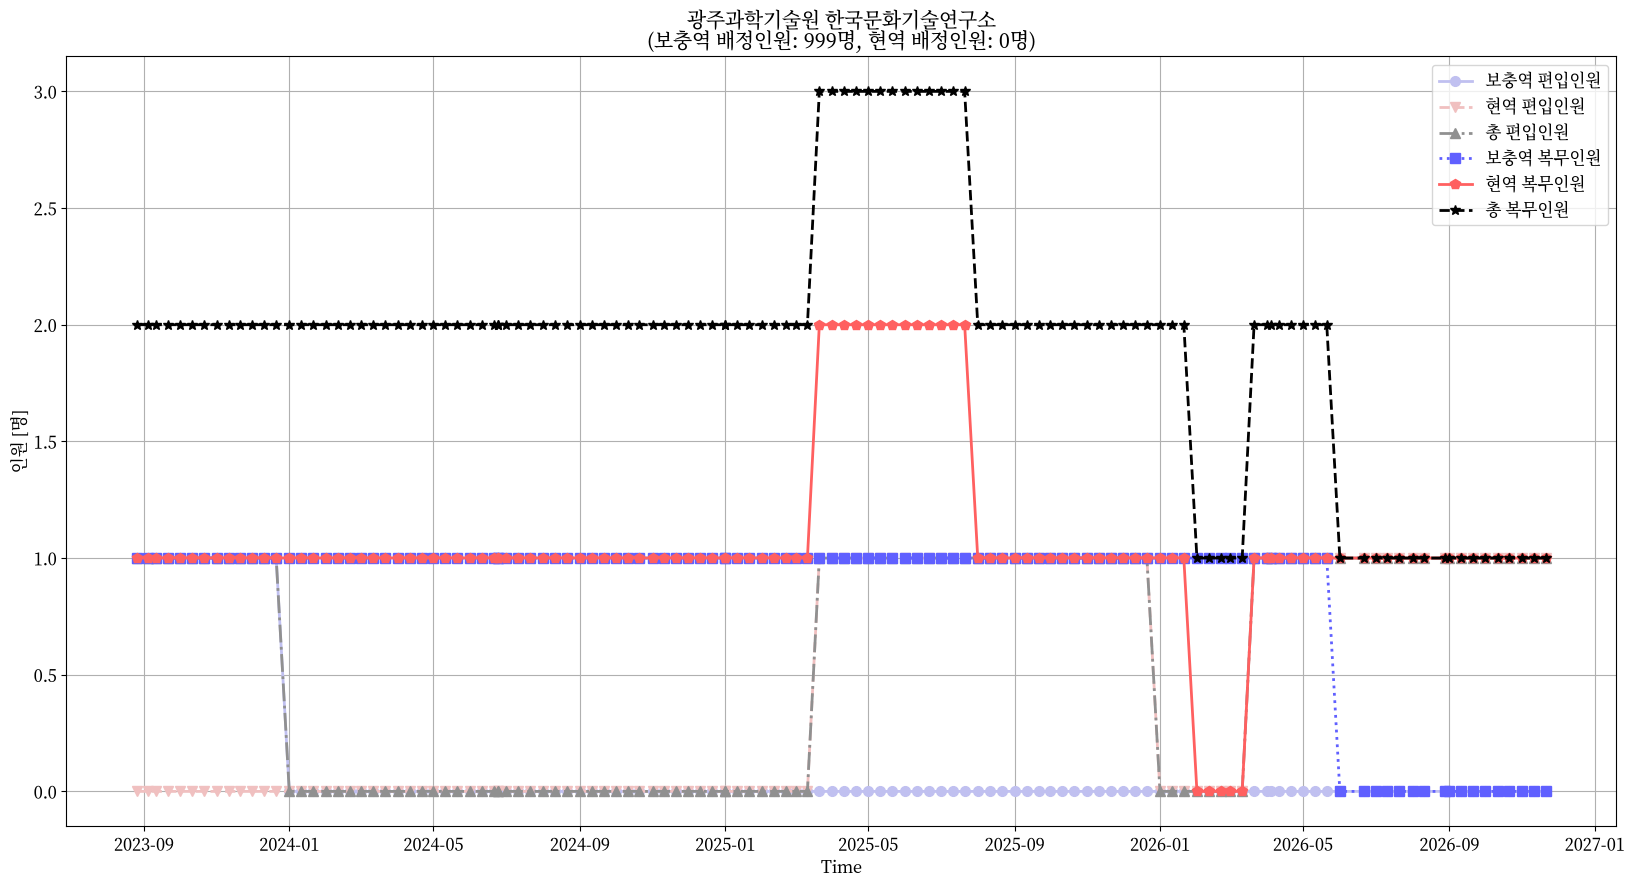 광주과학기술원 한국문화기술연구소
(보충역 배정인원: 999명, 현역 배정인원: 0명)
보충역 편입인원
현역 편입인원
총 편입인원
보충역 복무인원
현역 복무인원
총 복무인원
인원 [명]
3.0
2.5
2.0
1.5
1.0
0.5
0.0
2023-09
2024-01
2024-05
2024-09
2025-01
2025-05
2025-09
2026-01
2026-05
2026-09
2027-01
Time